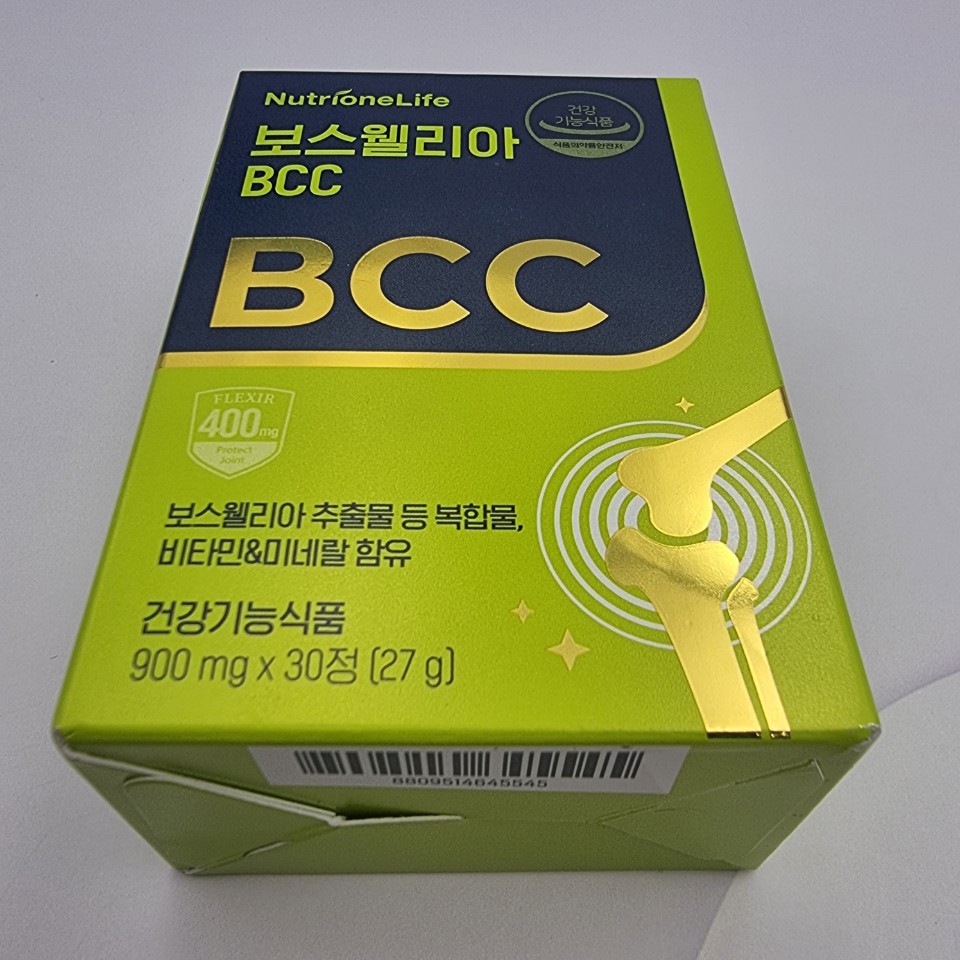 NutrioneLife
보스웰리아
BCC
건강
기능식품
식품의약품안전처
BCC
FLEXIR
400mg
Protect
Joint
보스웰리아 추출물 등 복합물,
비타민&미네랄 함유
건강기능식품
900 mg x 30정 (27 g)
8809514645545